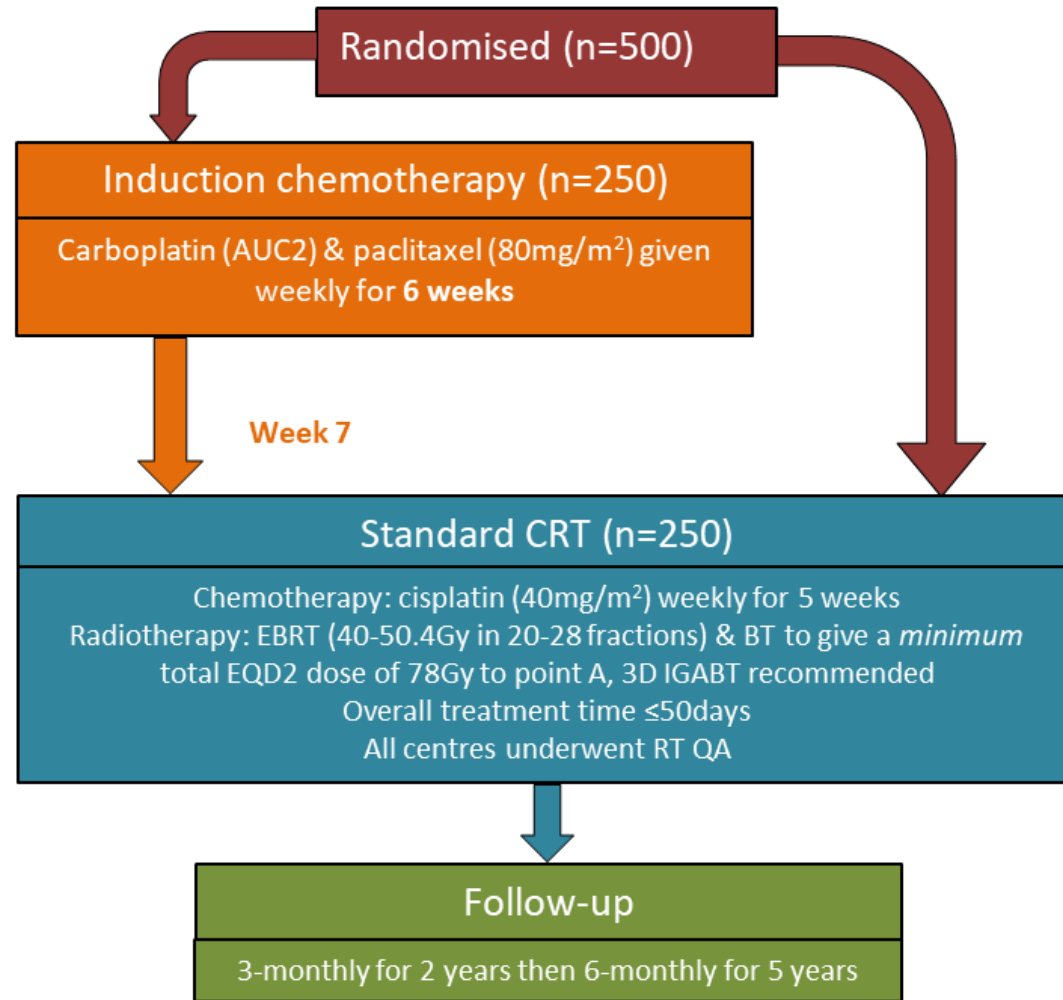 Randomised (n=500)
Induction chemotherapy (n=250)
Carboplatin (AUC2) & paclitaxel (80mg/m²) given
weekly for 6 weeks
Week 7
Standard CRT (n=250)
Chemotherapy: cisplatin (40mg/m²) weekly for 5 weeks
Radiotherapy: EBRT (40-50.4Gy in 20-28 fractions) & BT to give a minimum
total EQD2 dose of 78Gy to point A, 3D IGABT recommended
Overall treatment time ≤50days
All centres underwent RT QA
Follow-up
3-monthly for 2 years then 6-monthly for 5 years